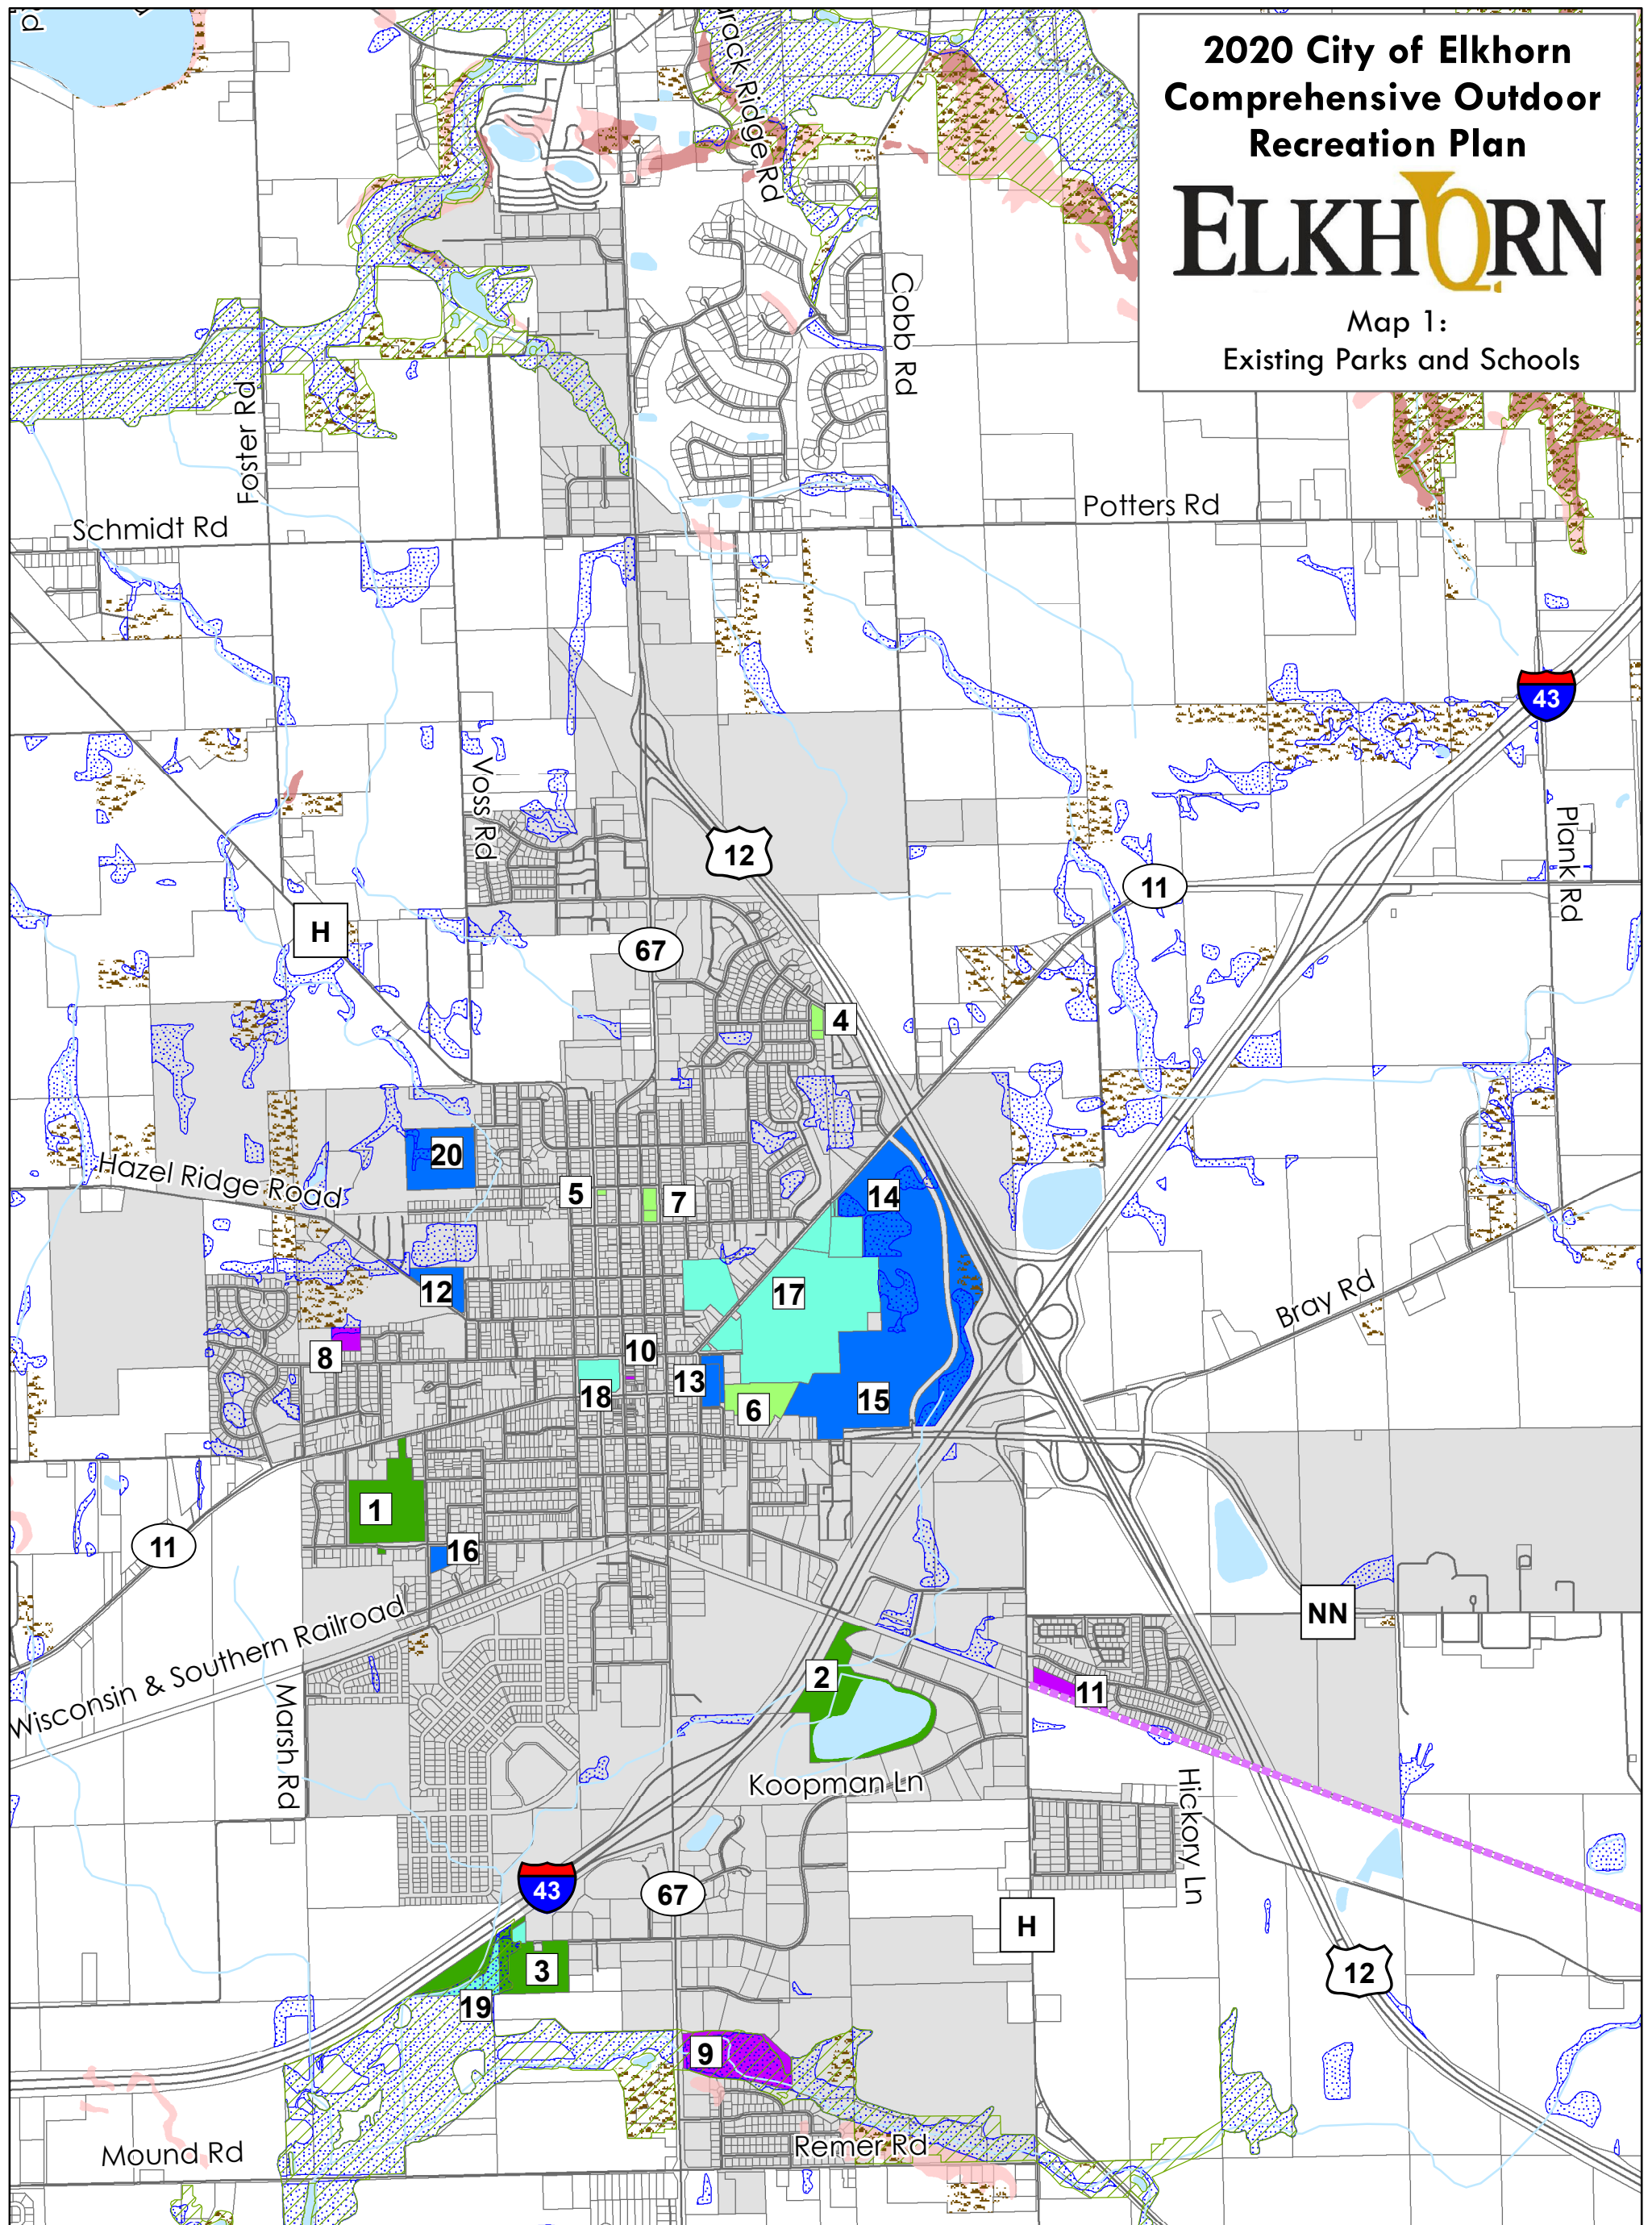 2020 City of Elkhorn
Comprehensive Outdoor
Recreation Plan
ELKHORN
Map 1:
Existing Parks and Schools
Rd
Cobb Rd
Foster Rd
Potters Rd
Schmidt Rd
43
Voss Rd
Plank Rd
12
11
H
67
4
20
Hazel Ridge Road
5
7
14
12
17
Bray Rd
8
10
13
18
6
15
1
11
16
NN
Wisconsin & Southern Railroad
2
11
Marsh Rd
Koopman Ln
Hickory Ln
43
67
H
3
12
19
9
Mound Rd
Remer Rd